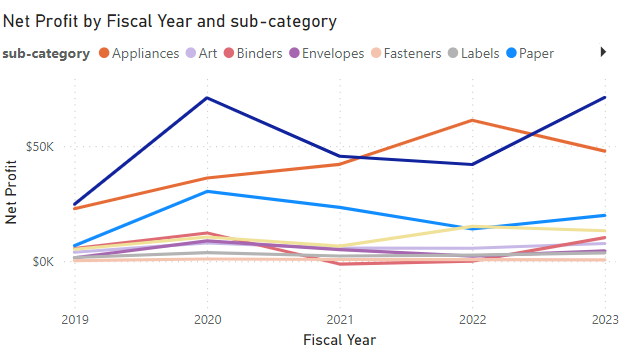 Net Profit by Fiscal Year and sub-category
sub-category Appliances Art Binders Envelopes Fasteners Labels Paper
$50K
$0K
Net Profit
2019 2020 2021 2022 2023
Fiscal Year